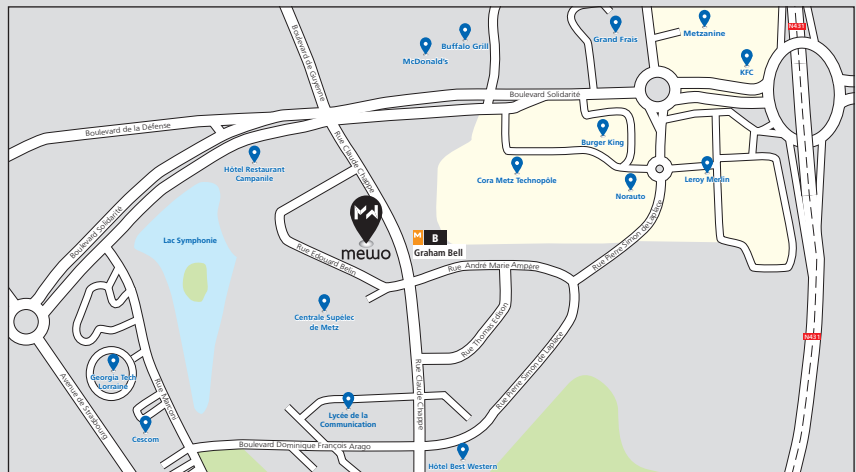 Metzanine
Grand Frais
Buffalo Grill
McDonald's
KFC
N431
Boulevard de Guyenne
Boulevard Solidarité
Boulevard de la Défense
Burger King
Rue Claude Chappe
Hôtel Restaurant
Campanile
Cora Metz Technopôle
Leroy Merlin
Norauto
Boulevard Solidarité
Lac Symphonie
mewo
M B
Graham Bell
Rue Edouard Belin
Rue André Marie Ampère
Rue Pierre Simon de Laplace
Centrale Supelec
de Metz
Rue Thomas Edison
N431
Rue Pierre Simon de Laplace
Georgia Tech
Lorraine
Avenue de Strasbourg
Rue Marconi
Rue Claude Chappe
Lycée de la
Communication
Cescom
Boulevard Dominique François Arago
Hôtel Best Western